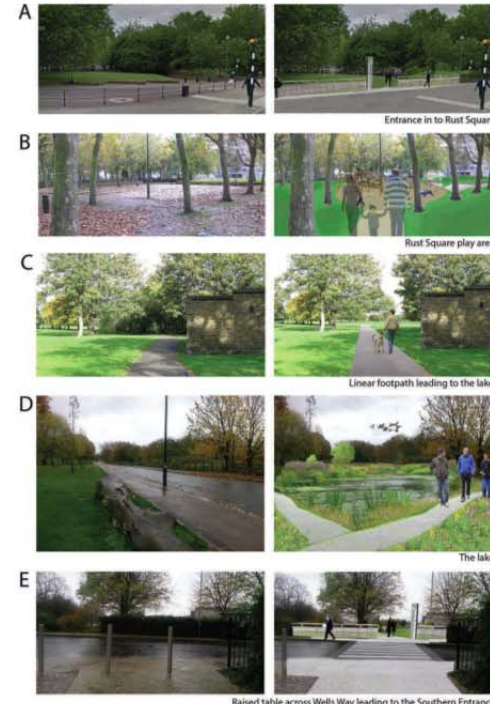 A
Entrance in to Rust Squar
B
Rust Square play are
C
Linear footpath leading to the lak
D
The lak
E
Raised table across Wells Way leading to the Southern Entranc